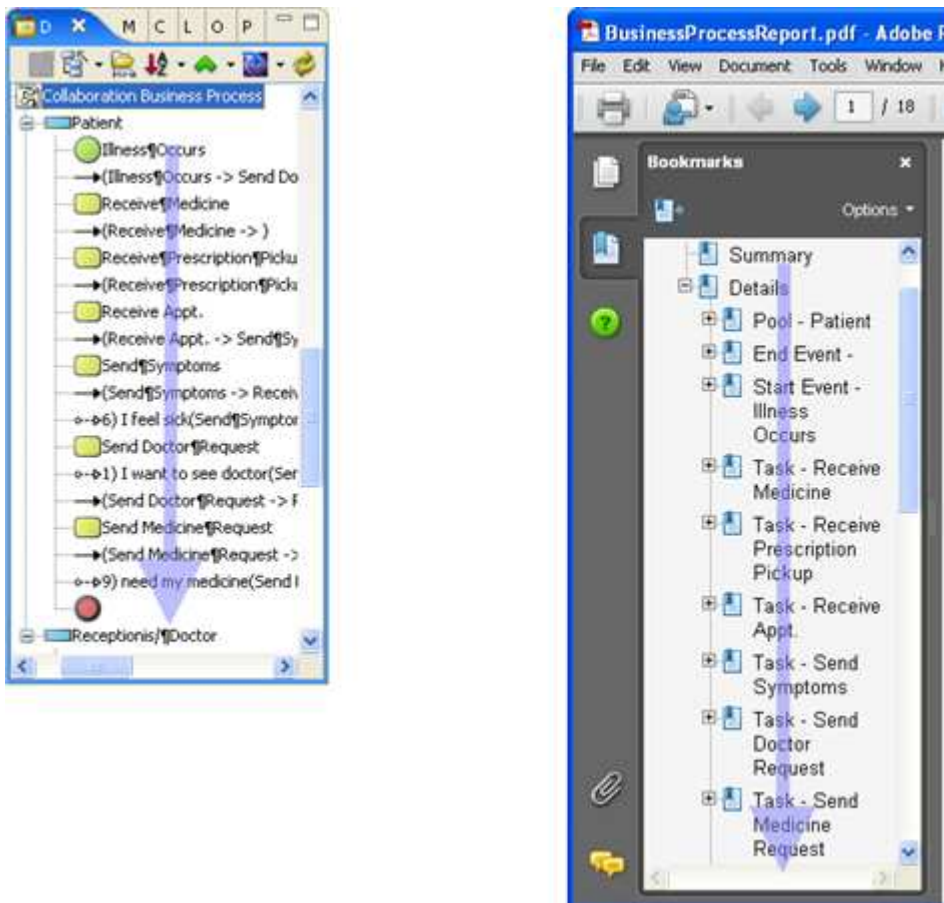 D
M
C
L
O
P
Collaboration Business Process
Patient
Illness¶Occurs
(Illness¶Occurs -> Send Do
Receive¶Medicine
(Receive¶Medicine -> )
Receive¶Prescription¶Picku
(Receive¶Prescription¶Picku
Receive Appt.
(Receive Appt. -> Send¶Sy
Send¶Symptoms
(Send¶Symptoms -> Receiv
6) I feel sick(Send¶Symptor
Send Doctor¶Request
1) I want to see doctor(Ser
(Send Doctor¶Request -> F
Send Medicine¶Request
(Send Medicine¶Request ->
9) need my medicine(Send I
Receptionis/¶Doctor
BusinessProcessReport.pdf - Adobe R
File Edit View Document Tools Window
1 / 18
Bookmarks
Options
Summary
Details
Pool - Patient
End Event -
Start Event -
Illness
Occurs
Task - Receive
Medicine
Task - Receive
Prescription
Pickup
Task - Receive
Appt.
Task - Send
Symptoms
Task - Send
Doctor
Request
Task - Send
Medicine
Request